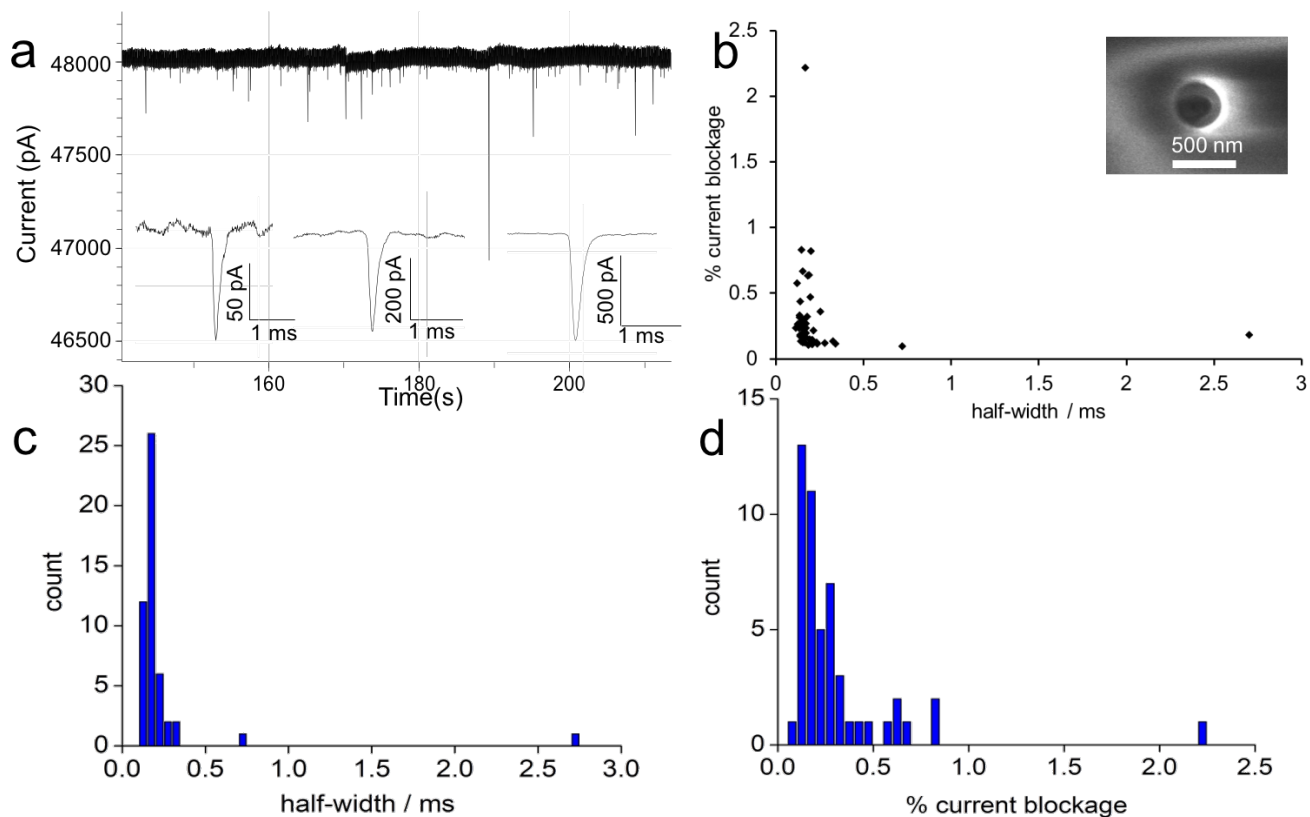 a
Current (pA)
48000
47500
47000
46500
50 pA
1 ms
200 pA
1 ms
500 pA
1 ms
160
180
200
Time(s)
b
% current blockage
2.5
2
1.5
1
0.5
0
0
0.5
1
1.5
2
2.5
3
half-width / ms
500 nm
c
count
30
25
20
15
10
5
0
0.0
0.5
1.0
1.5
2.0
2.5
3.0
half-width / ms
d
count
15
10
5
0
0.0
0.5
1.0
1.5
2.0
2.5
% current blockage